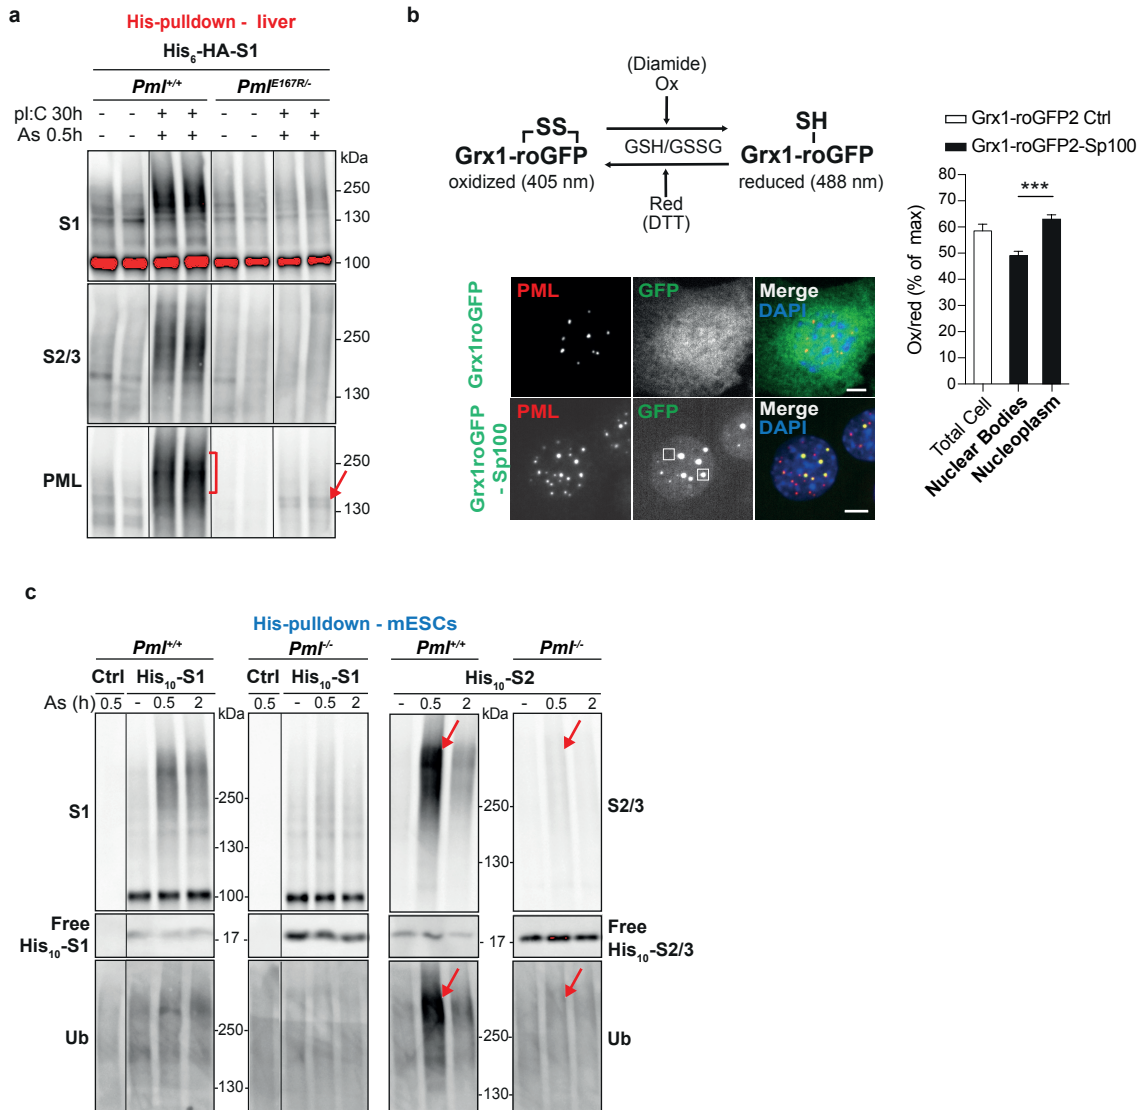 a
His-pulldown - liver
His6-HA-S1
Pml+/+ PmlE167R/-
pI:C 30h - - + + - - + +
As 0.5h - - + + - - + +
kDa
S1
250
130
100
S2/3
250
130
PML
250
130
b
(Diamide)
Ox
SS
SH
Grx1-roGFP
GSH/GSSG
Grx1-roGFP
oxidized (405 nm)
reduced (488 nm)
Red
(DTT)
Grx1roGFP
PML
GFP
Merge
DAPI
Grx1roGFP
- Sp100
PML
GFP
Merge
DAPI
Grx1-roGFP2 Ctrl
Grx1-roGFP2-Sp100
***
Ox/red (% of max)
80
70
60
50
40
30
20
10
0
Total Cell
Nuclear Bodies
Nucleoplasm
c
His-pulldown - mESCs
Pml+/+ Pml-/- Pml+/+ Pml-/-
Ctrl His10-S1 Ctrl His10-S1 His10-S2
As (h) 0.5 - 0.5 2 0.5 - 0.5 2 - 0.5 2 - 0.5 2
kDa kDa
S1
-250
-130
-100
-250
-130
S2/3
Free
His10-S1
- 17
- 17
Free
His10-S2/3
Ub
-250
-130
-250
-130
Ub